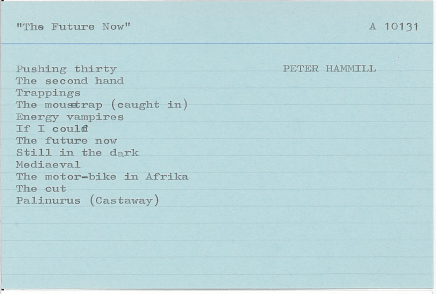 "The Future Now" A 10131
Pushing thirty PETER HAMMILL
The second hand
Trappings
The mousetrap (caught in)
Energy vampires
If I could
The future now
Still in the dark
Mediaeval
The motor-bike in Afrika
The cut
Palinurus (Castaway)